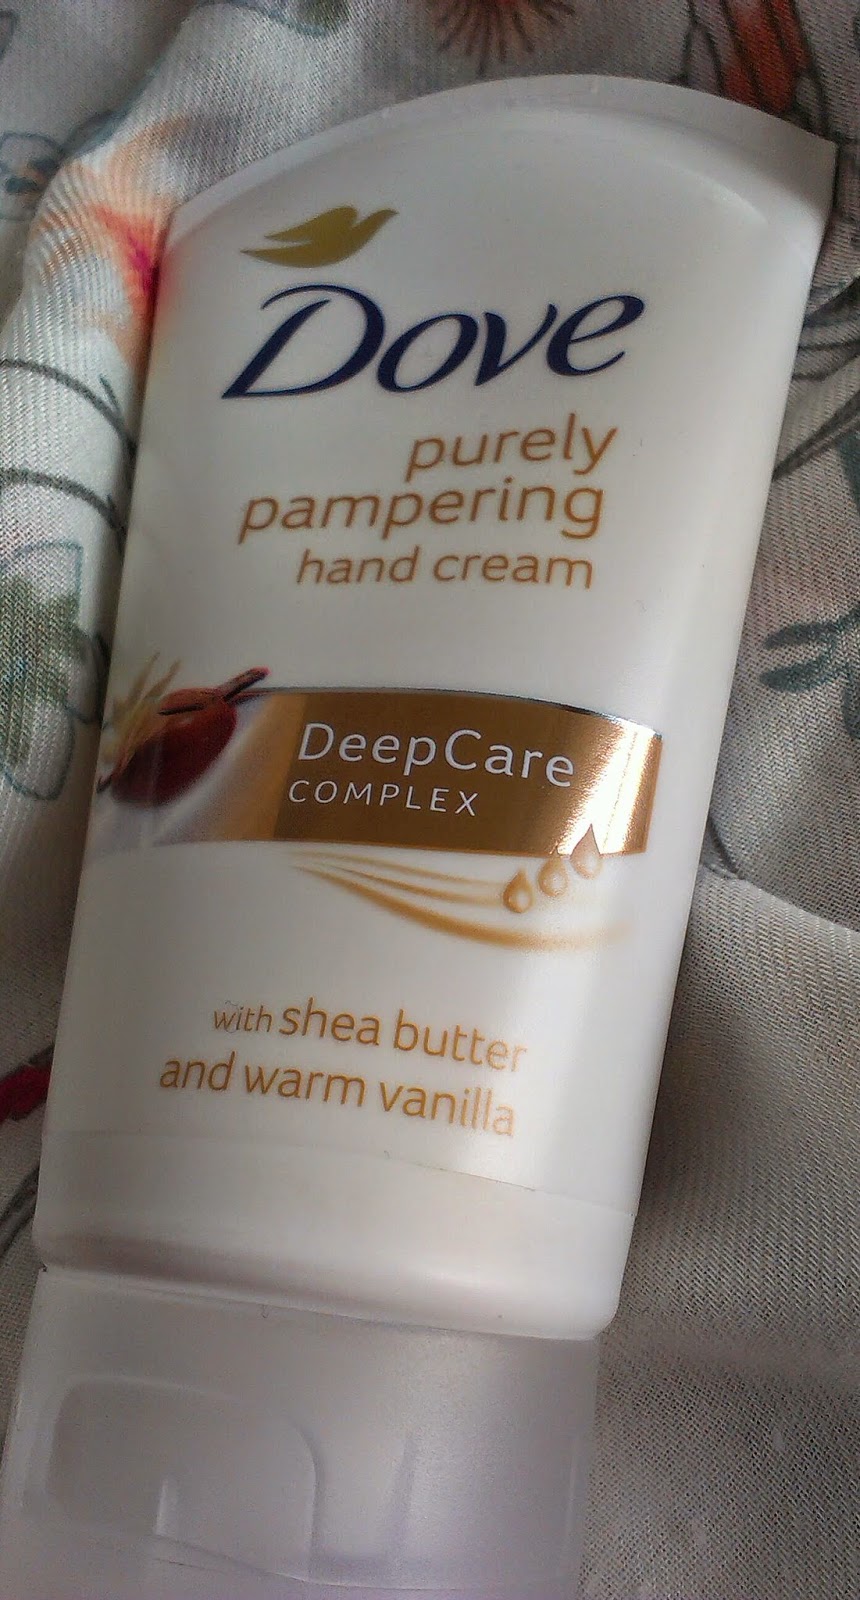 Dove
purely
pampering
hand cream
DeepCare
COMPLEX
with shea butter
and warm vanilla